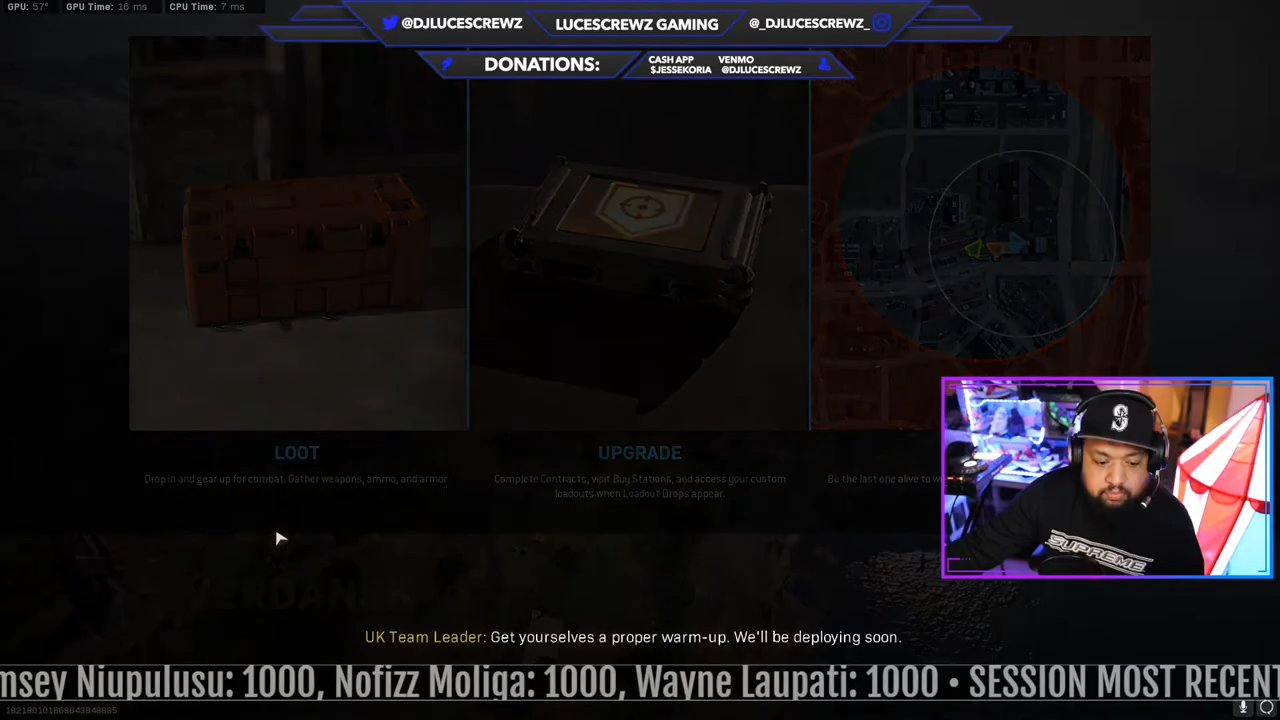 GPU: 57° GPU Time: 16 ms CPU Time: 7 ms
@DJLUCESCREWZ LUCESCREWZ GAMING @_DJLUCESCREWZ_
DONATIONS: CASH APP $JESSEKORIA VENMO @DJLUCESCREWZ
LOOT
Drop in and gear up for combat. Gather weapons, ammo, and armor
UPGRADE
Complete Contracts, visit Buy Stations, and access your custom
loadouts when Loadout Drops appear.
Be the last one alive to w
S
SUPREME
UK Team Leader: Get yourselves a proper warm-up. We'll be deploying soon.
msey Niupulusu: 1000, Nofizz Moliga: 1000, Wayne Laupati: 1000 • SESSION MOST RECENT